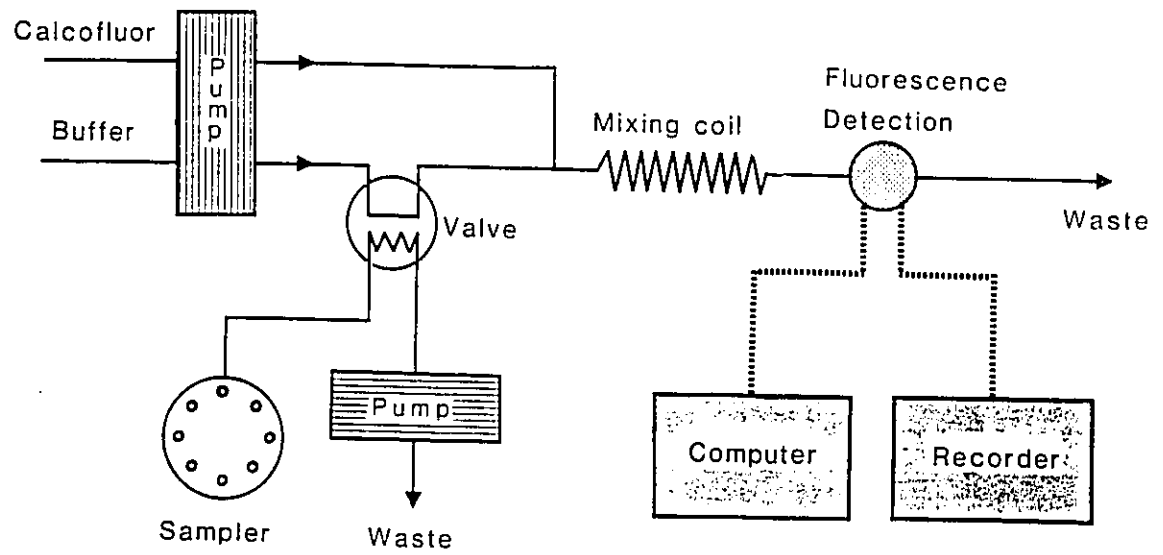 Calcofluor
Pump
Buffer
Valve
Mixing coil
Fluorescence
Detection
Waste
Sampler
Pump
Waste
Computer
Recorder